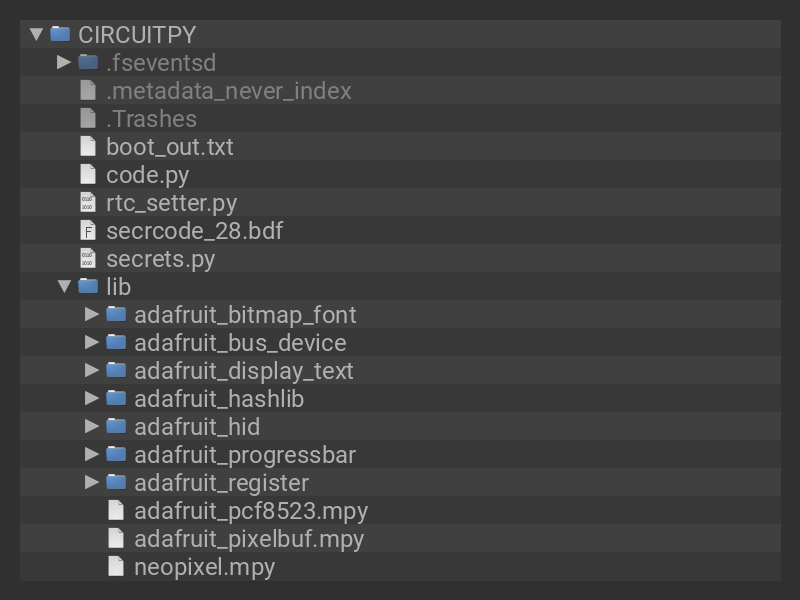 CIRCUITPY
.fseventsd
.metadata_never_index
.Trashes
boot_out.txt
code.py
rtc_setter.py
secrcode_28.bdf
secrets.py
lib
adafruit_bitmap_font
adafruit_bus_device
adafruit_display_text
adafruit_hashlib
adafruit_hid
adafruit_progressbar
adafruit_register
adafruit_pcf8523.mpy
adafruit_pixelbuf.mpy
neopixel.mpy